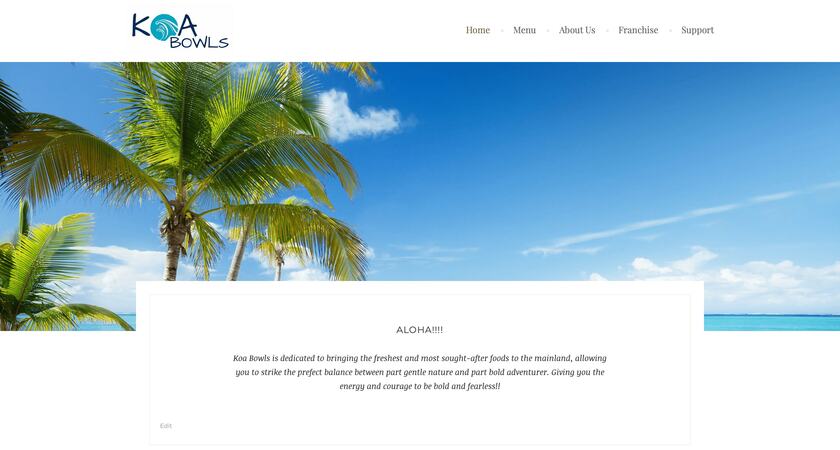 KOA
BOWLS
Home
Menu
About Us
Franchise
Support
ALOHA!!!!
Koa Bowls is dedicated to bringing the freshest and most sought-after foods to the mainland, allowing
you to strike the prefect balance between part gentle nature and part bold adventurer. Giving you the
energy and courage to be bold and fearless!!
Edit